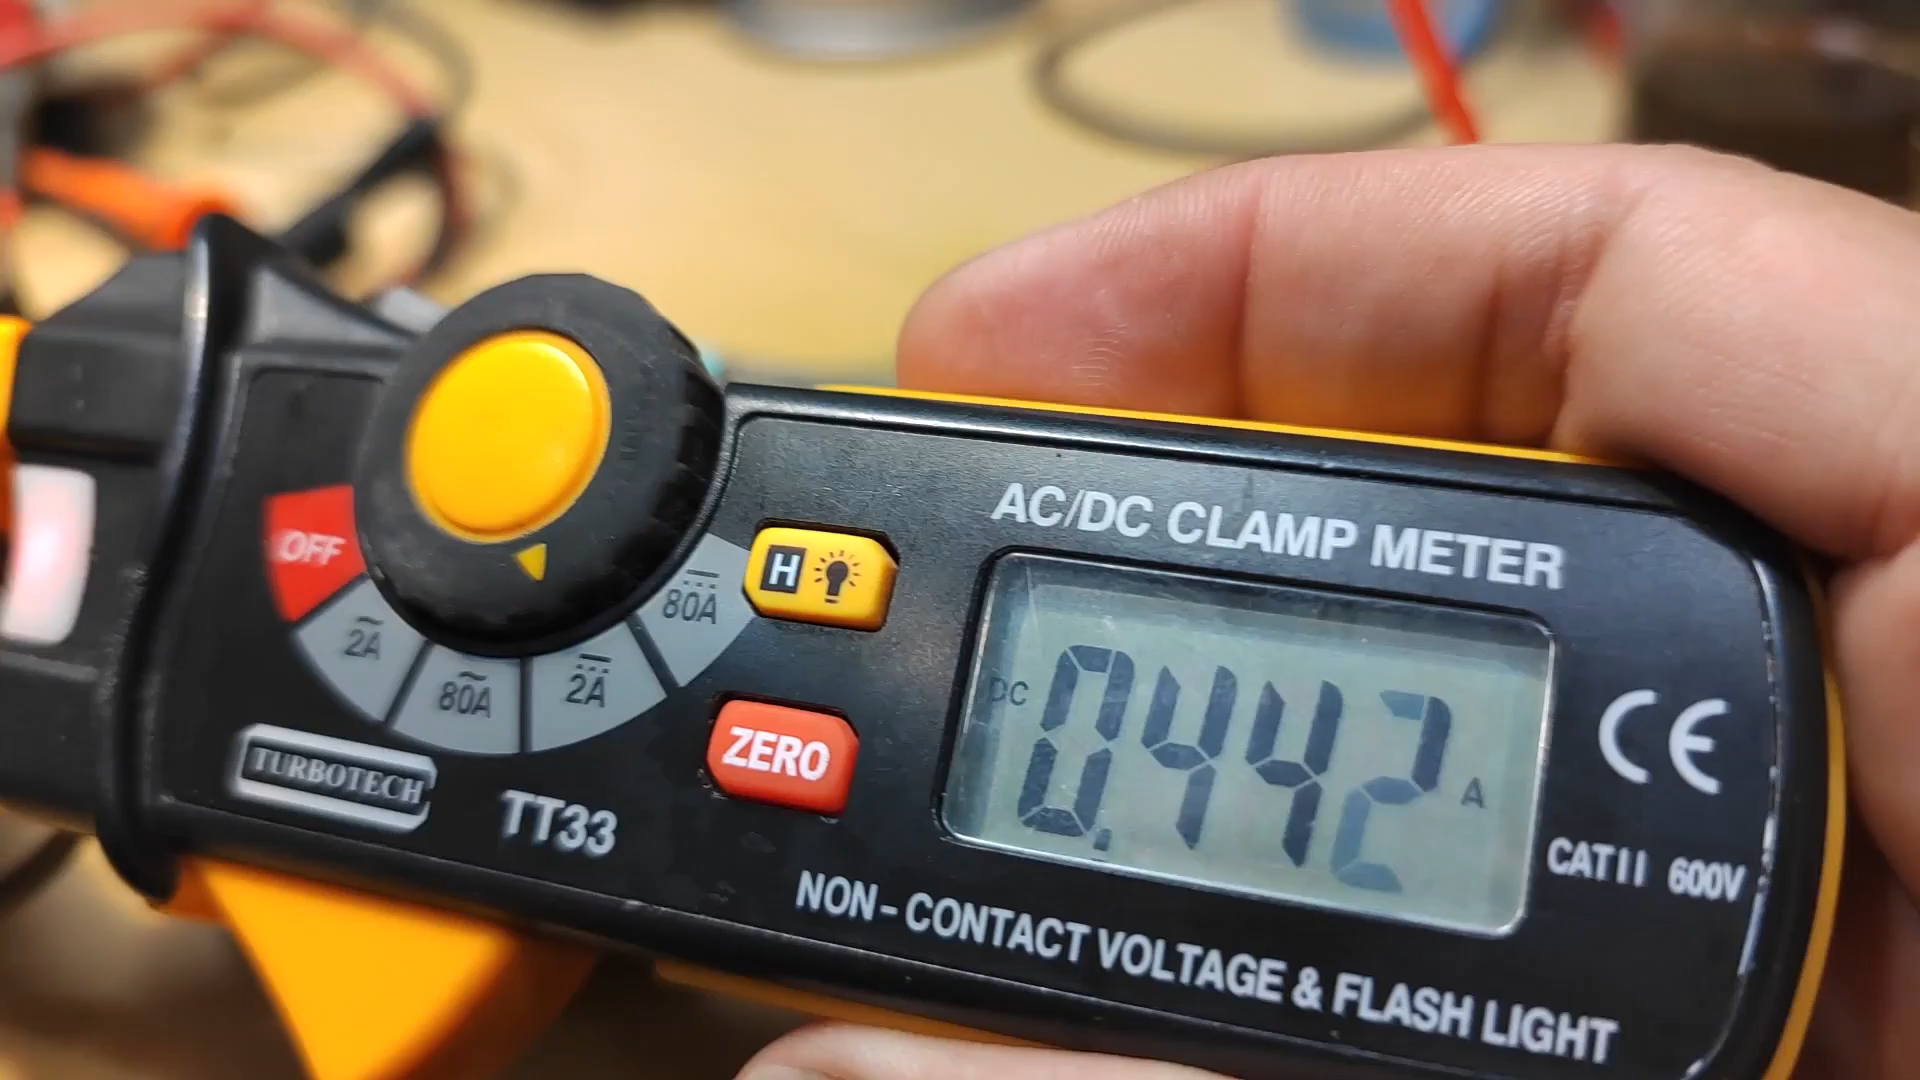 AC/DC CLAMP METER
OFF
2A
80A
2A
80A
H
ZERO
DC 0.442 A
CE
CAT II 600V
TURBOTECH
TT33
NON-CONTACT VOLTAGE & FLASH LIGHT